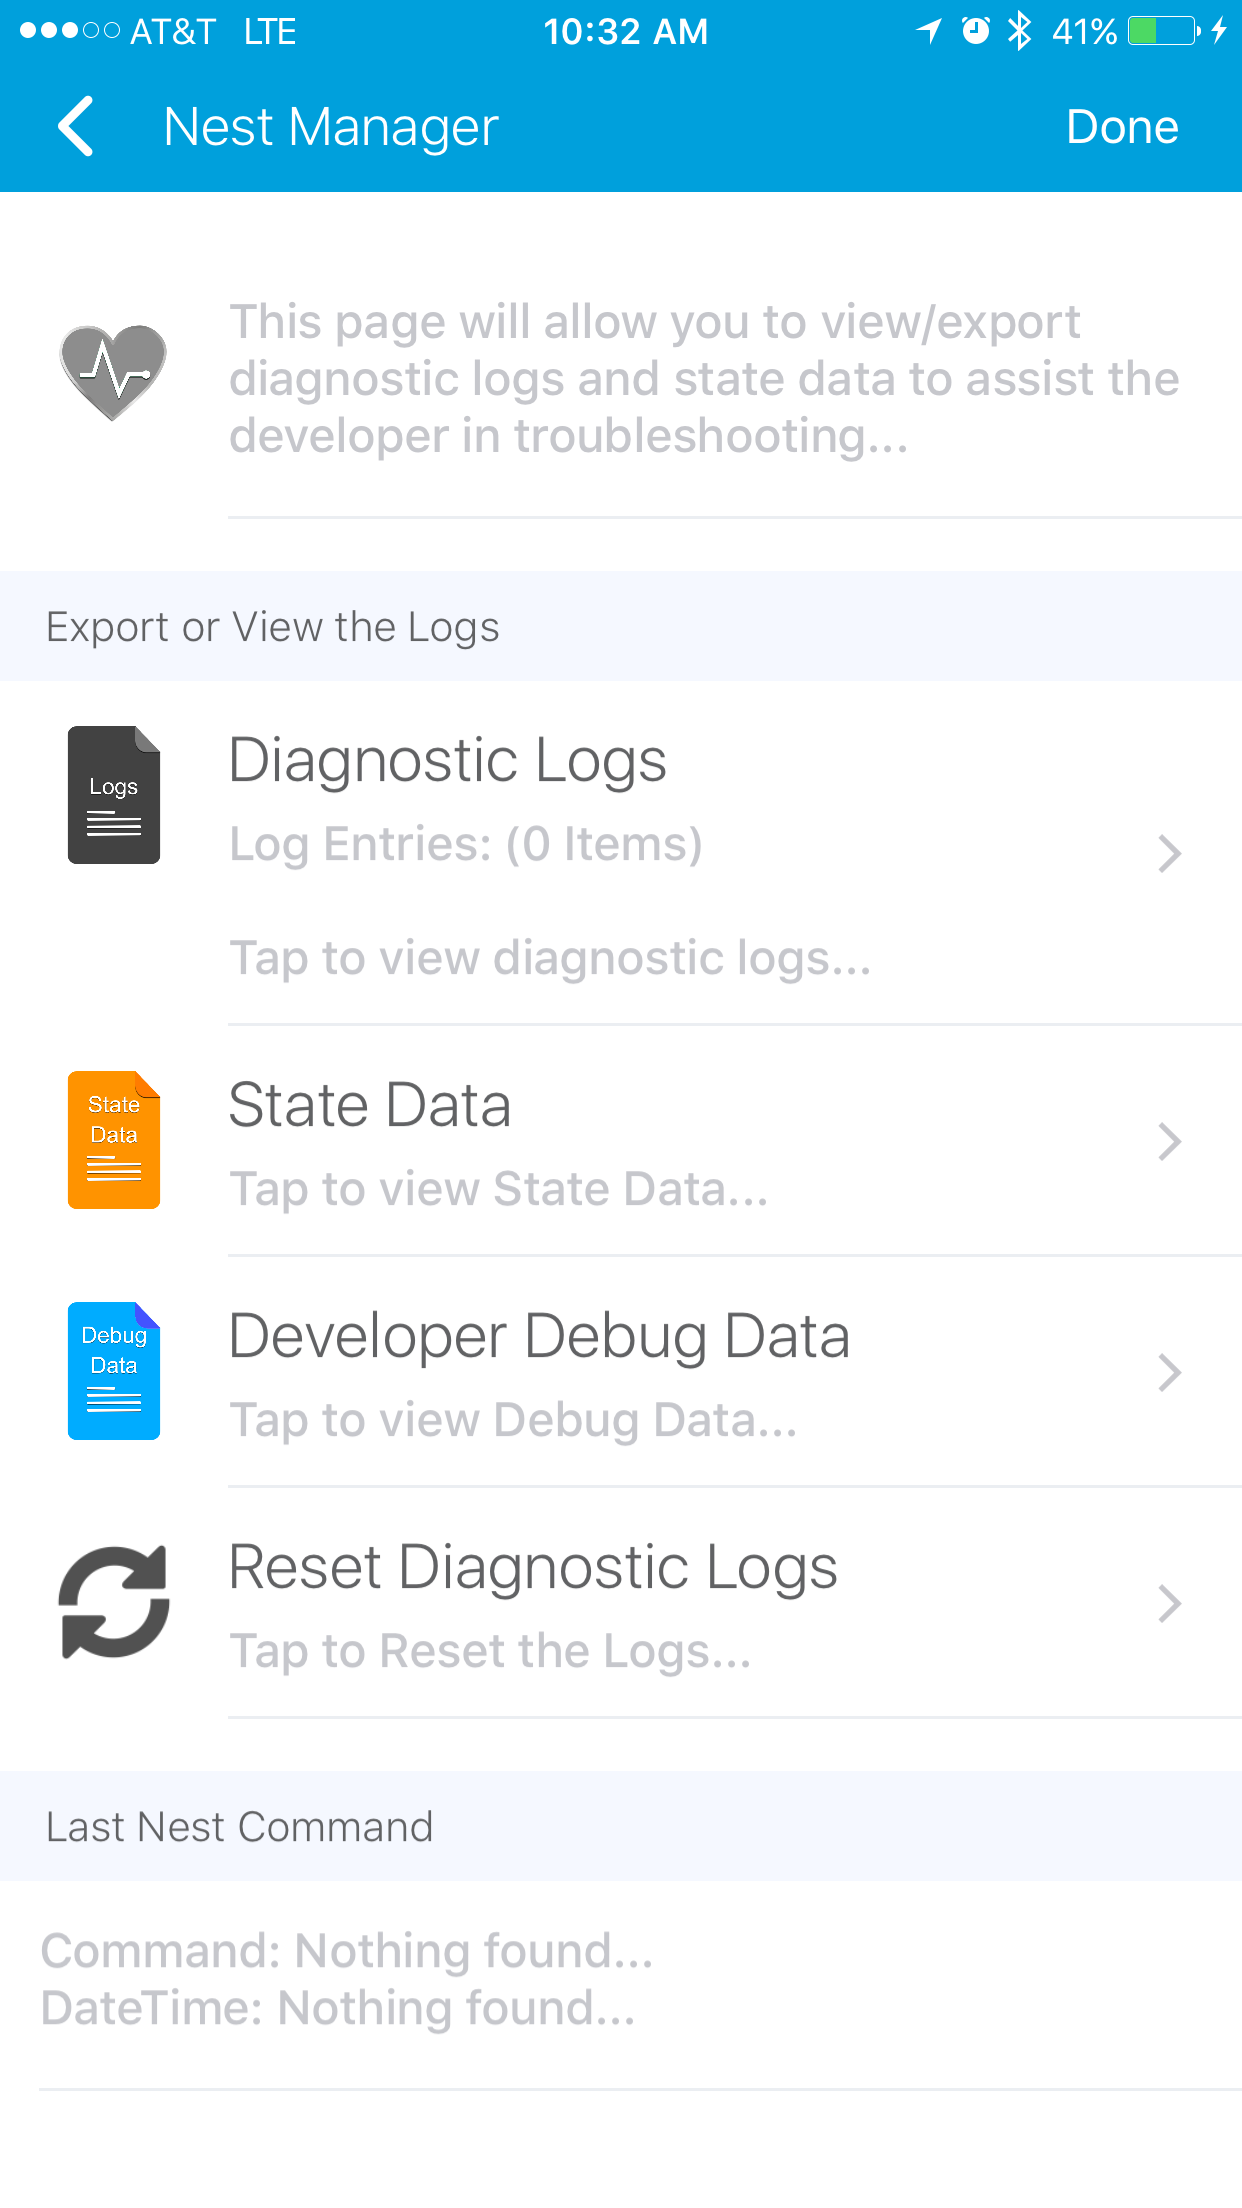 AT&T LTE 10:32 AM 41%
Nest Manager Done
This page will allow you to view/export
diagnostic logs and state data to assist the
developer in troubleshooting...
Export or View the Logs
Logs
Diagnostic Logs
Log Entries: (0 Items)
Tap to view diagnostic logs...
State
Data
State Data
Tap to view State Data...
Debug
Data
Developer Debug Data
Tap to view Debug Data...
Reset Diagnostic Logs
Tap to Reset the Logs...
Last Nest Command
Command: Nothing found...
DateTime: Nothing found...